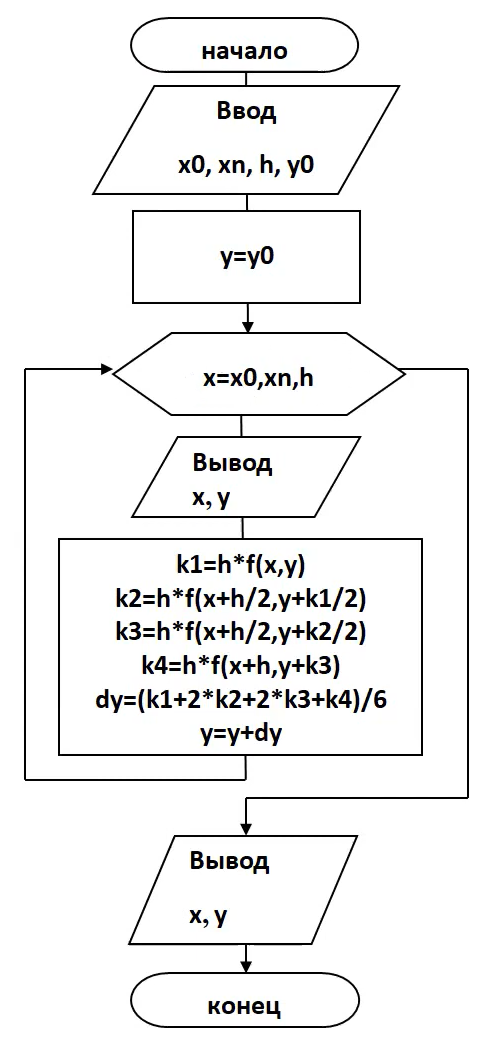 начало
Ввод
x0, xn, h, y0
y=y0
x=x0,xn,h
Вывод
x, y
k1=h*f(x,y)
k2=h*f(x+h/2,y+k1/2)
k3=h*f(x+h/2,y+k2/2)
k4=h*f(x+h,y+k3)
dy=(k1+2*k2+2*k3+k4)/6
y=y+dy
Вывод
x, y
конец